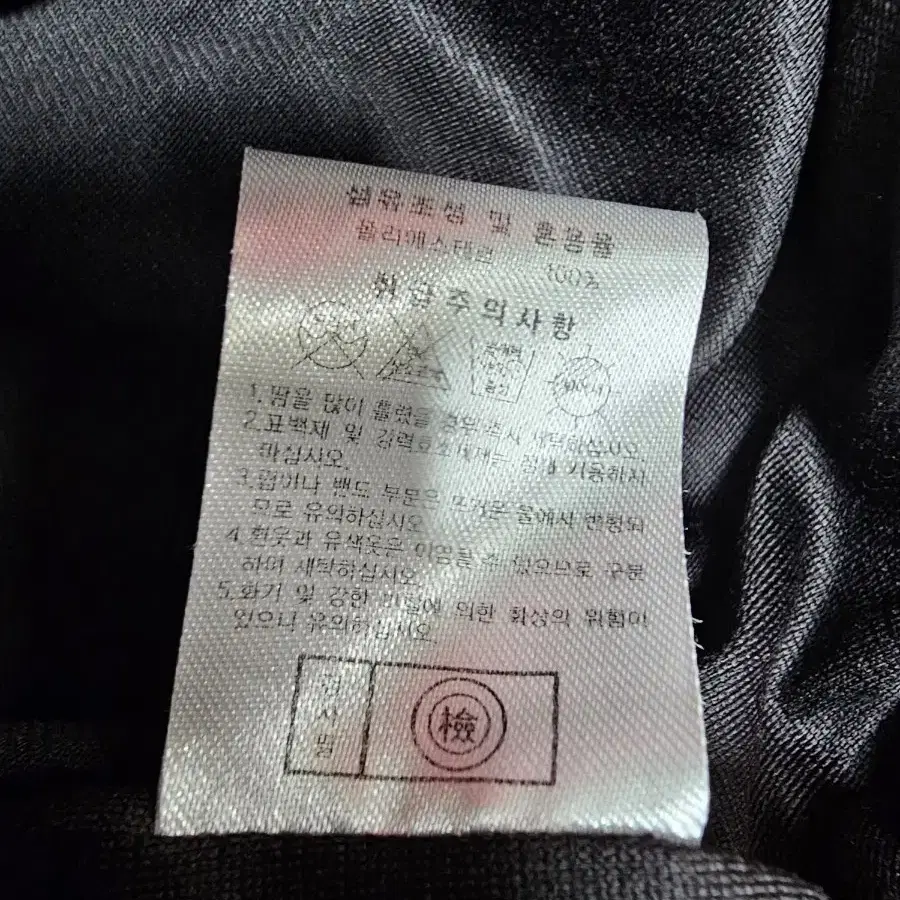 섬유조성 및 혼용율
폴리에스테르 100%
취급주의사항
1. 땀을 많이 흘렸을 경우 즉시 세탁하십시오.
2. 표백제 및 강력효소세제는 절대 사용하지
마십시오.
3. 컵이나 밴드 부분은 뜨거운 물에서 변형되
므로 유의하십시오.
4. 흰옷과 유색옷은 이염될 수 있으므로 구분
하여 세탁하십시오.
5. 화기 및 강한 마찰에 의한 화상의 위험이
있으니 유의하십시오.
검사필
檢